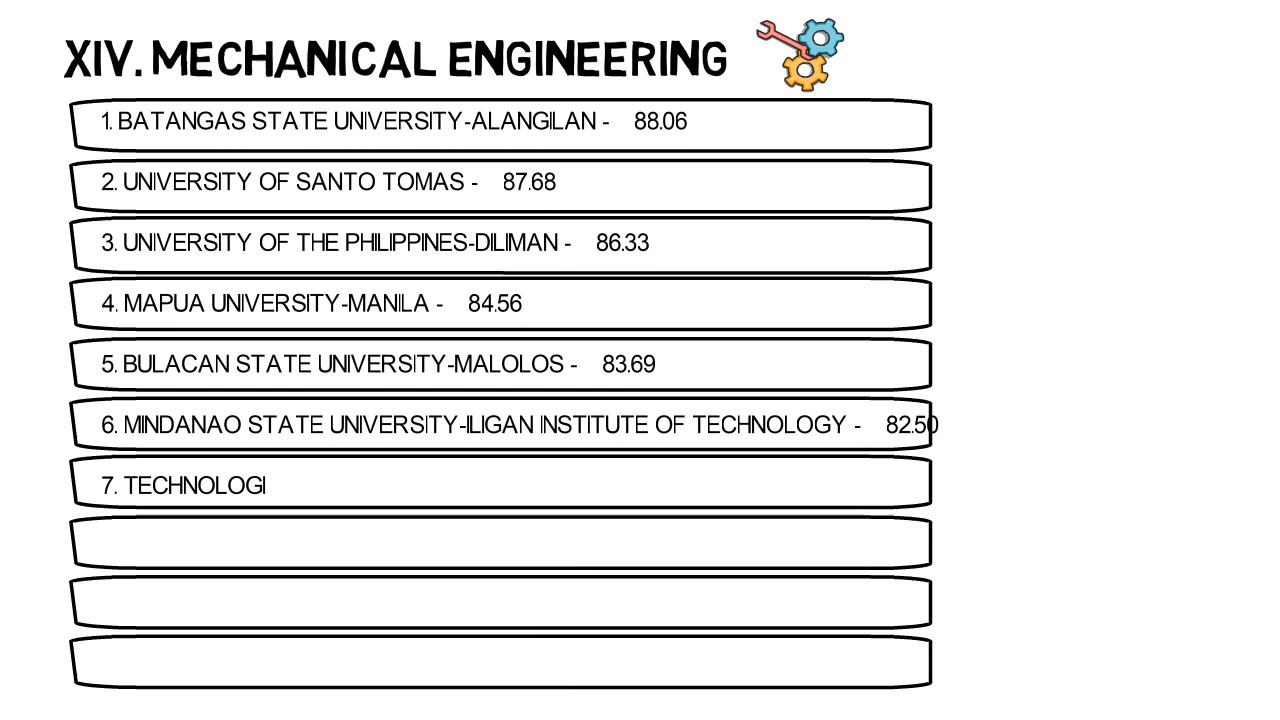 XIV. MECHANICAL ENGINEERING
1. BATANGAS STATE UNIVERSITY-ALANGILAN - 88.06
2. UNIVERSITY OF SANTO TOMAS - 87.68
3. UNIVERSITY OF THE PHILIPPINES-DILIMAN - 86.33
4. MAPUA UNIVERSITY-MANILA - 84.56
5. BULACAN STATE UNIVERSITY-MALOLOS - 83.69
6. MINDANAO STATE UNIVERSITY-ILIGAN INSTITUTE OF TECHNOLOGY - 82.50
7. TECHNOLOGI